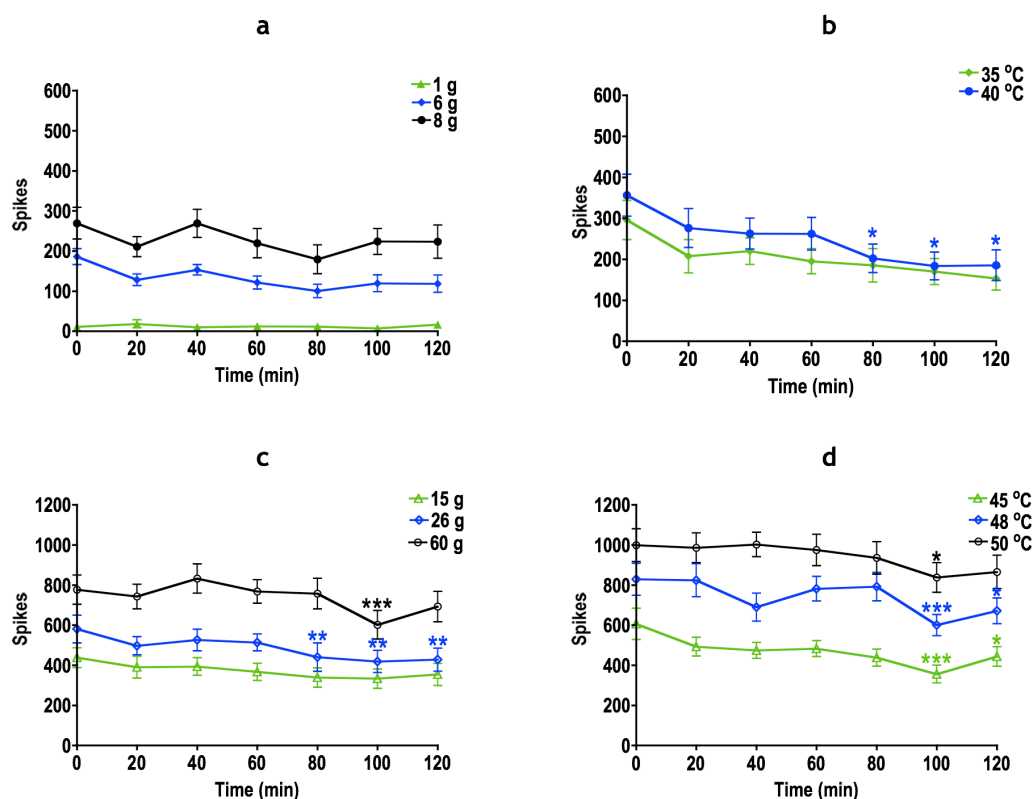 a
1 g
6 g
8 g
600
500
400
300
200
100
0
Spikes
0 20 40 60 80 100 120
Time (min)
b
35 °C
40 °C
600
500
400
300
200
100
0
Spikes
* * *
0 20 40 60 80 100 120
Time (min)
c
15 g
26 g
60 g
1200
1000
800
600
400
200
0
Spikes
***
** ** **
0 20 40 60 80 100 120
Time (min)
d
45 °C
48 °C
50 °C
1200
1000
800
600
400
200
0
Spikes
*
*** *
*** *
0 20 40 60 80 100 120
Time (min)